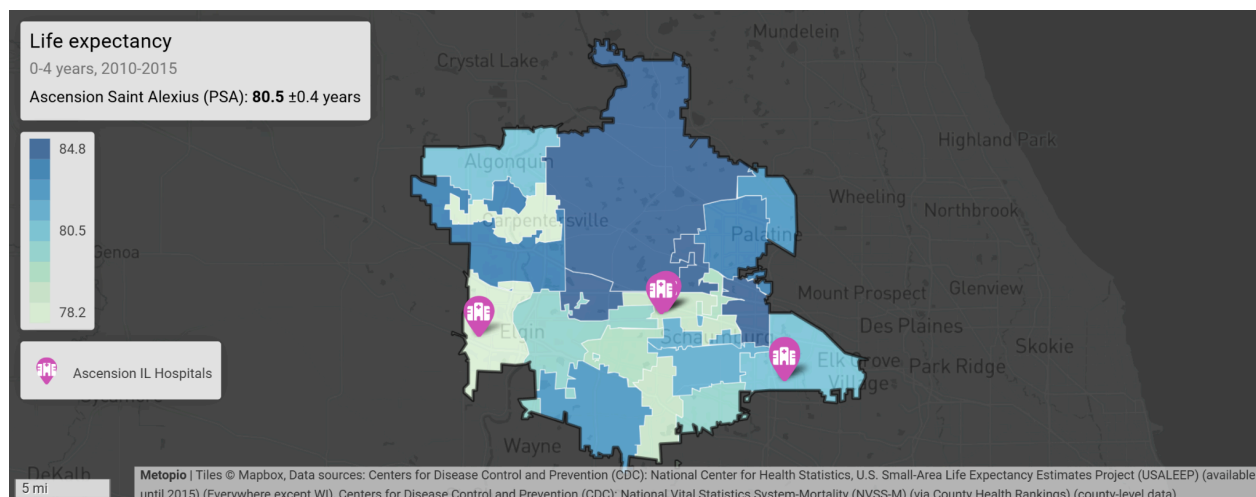 Life expectancy
0-4 years, 2010-2015
Ascension Saint Alexius (PSA): 80.5 ±0.4 years
84.8
80.5
78.2
Ascension IL Hospitals
Mundelein
Crystal Lake
Highland Park
Algonquin
Wheeling
Northbrook
Carpentersville
Palatine
Genoa
Mount Prospect
Glenview
Elgin
Schaumburg
Des Plaines
Skokie
Elk Grove
Village
Park Ridge
Sycamore
Wayne
DeKalb
5 mi
Metopio | Tiles © Mapbox, Data sources: Centers for Disease Control and Prevention (CDC): National Center for Health Statistics, U.S. Small-Area Life Expectancy Estimates Project (USALEEP) (available
until 2015) (Everywhere except WI), Centers for Disease Control and Prevention (CDC): National Vital Statistics System-Mortality (NVSS-M) (via County Health Rankings) (county-level data)